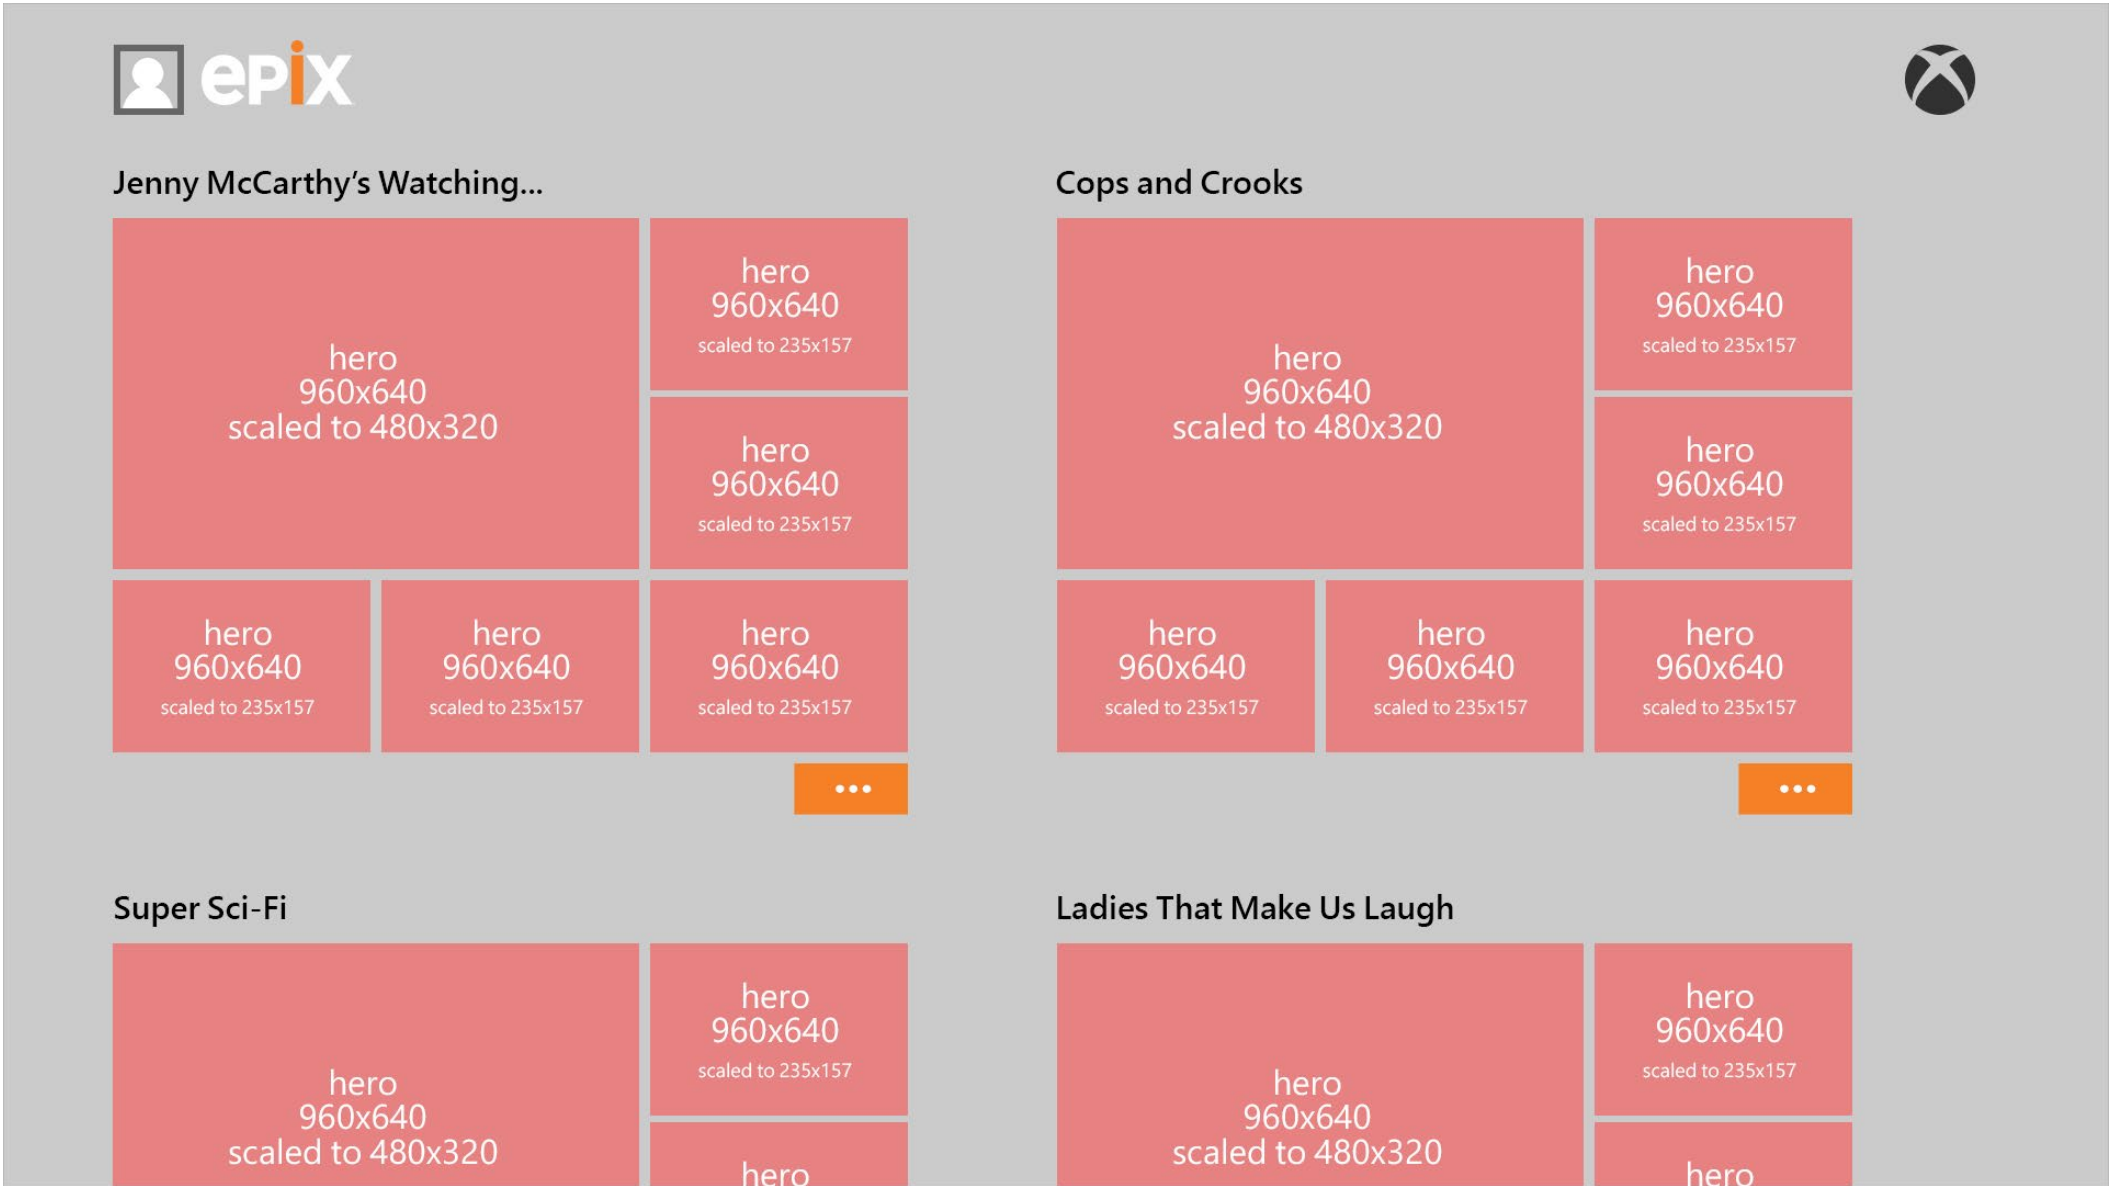 epix
Jenny McCarthy’s Watching...
hero
960x640
scaled to 480x320
hero
960x640
scaled to 235x157
hero
960x640
scaled to 235x157
hero
960x640
scaled to 235x157
hero
960x640
scaled to 235x157
hero
960x640
scaled to 235x157
...
Cops and Crooks
hero
960x640
scaled to 480x320
hero
960x640
scaled to 235x157
hero
960x640
scaled to 235x157
hero
960x640
scaled to 235x157
hero
960x640
scaled to 235x157
hero
960x640
scaled to 235x157
...
Super Sci-Fi
hero
960x640
scaled to 480x320
hero
960x640
scaled to 235x157
hero
Ladies That Make Us Laugh
hero
960x640
scaled to 480x320
hero
960x640
scaled to 235x157
hero